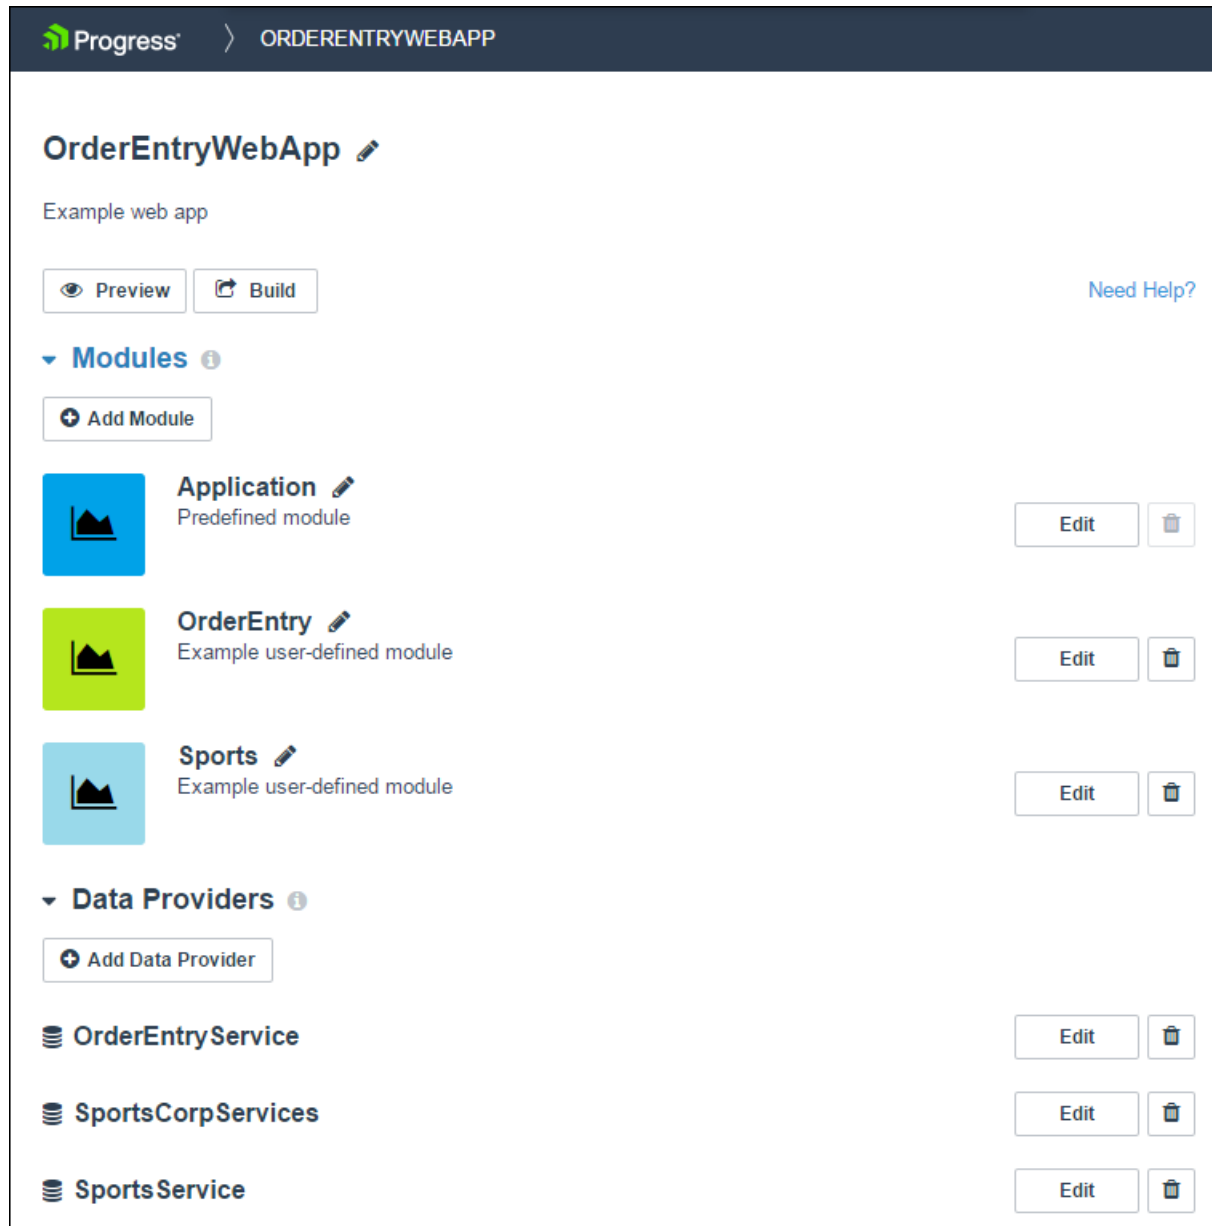 Progress ORDERENTRYWEBAPP
OrderEntryWebApp
Example web app
Preview Build Need Help?
Modules
Add Module
Application
Predefined module
Edit
OrderEntry
Example user-defined module
Edit
Sports
Example user-defined module
Edit
Data Providers
Add Data Provider
OrderEntryService Edit
SportsCorpServices Edit
SportsService Edit